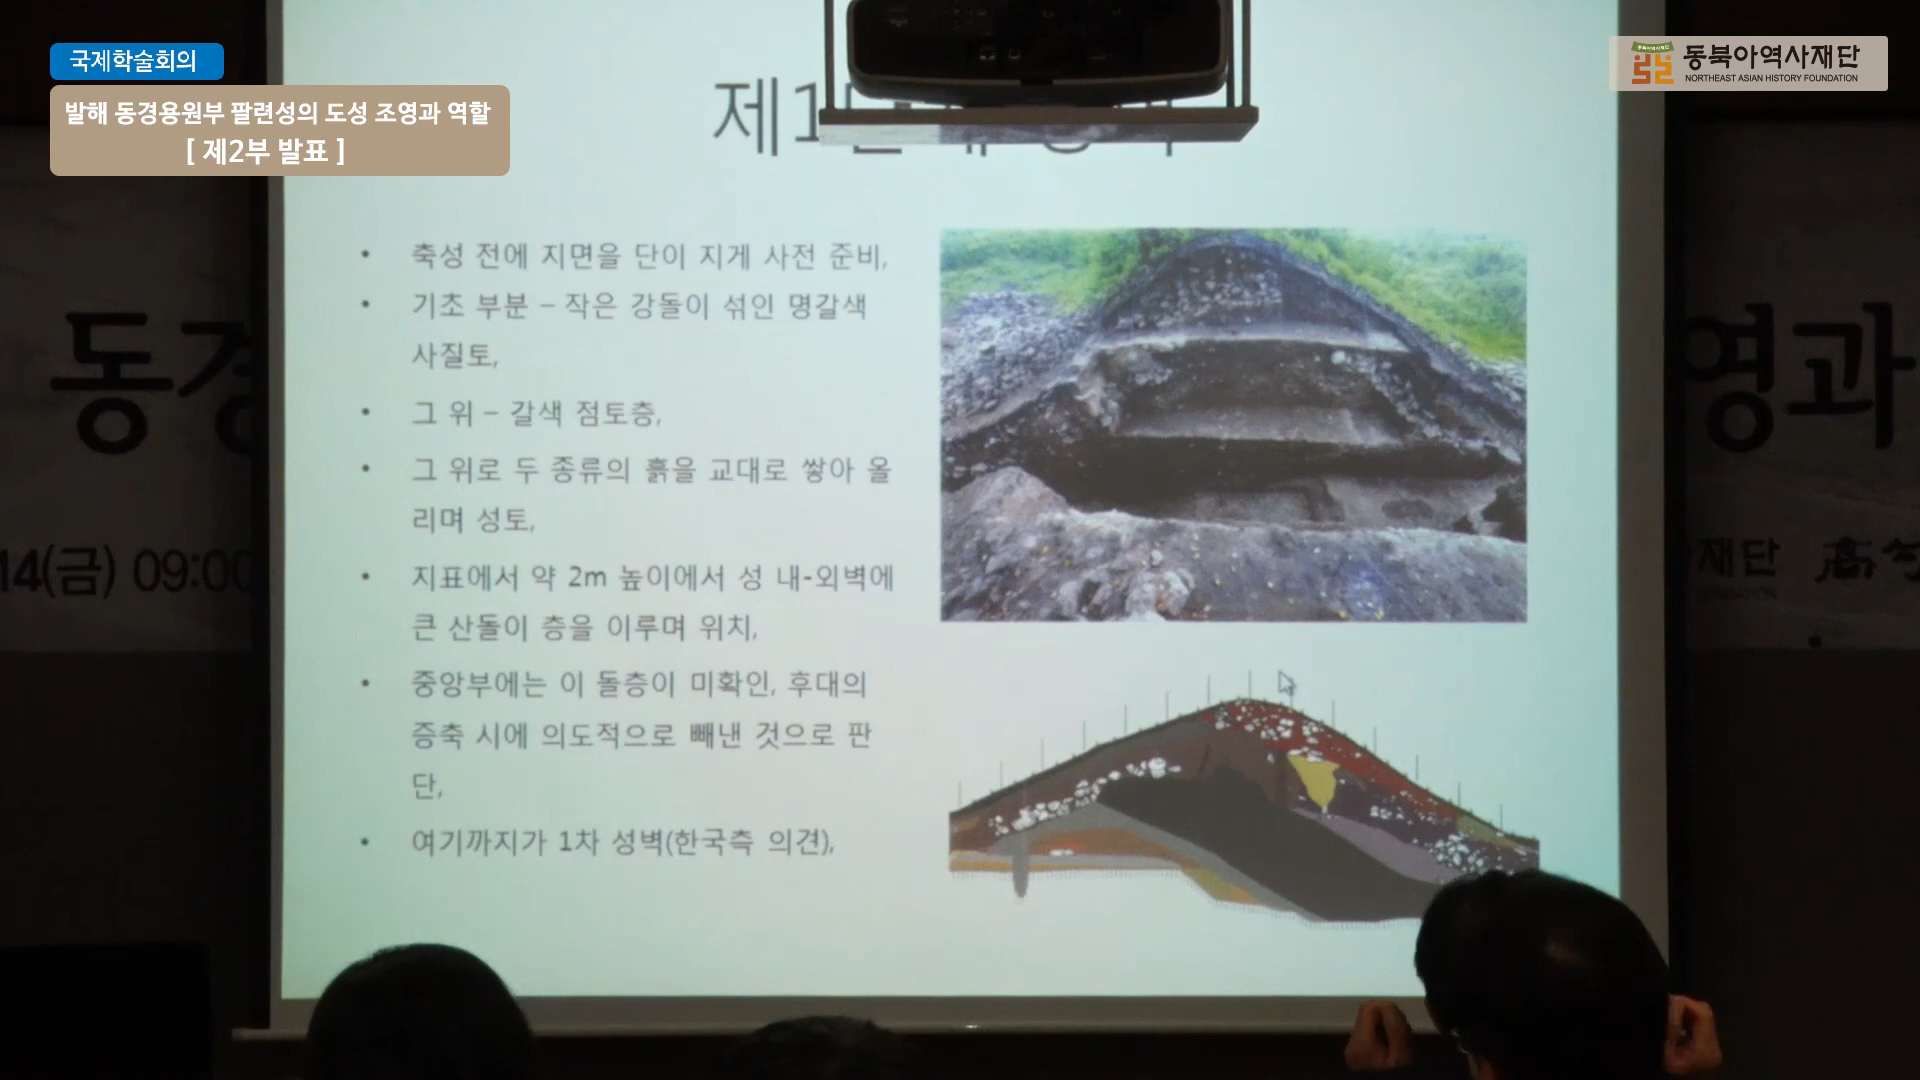 국제학술회의
발해 동경용원부 팔련성의 도성 조영과 역할
[ 제2부 발표 ]
동북아역사재단
NORTHEAST ASIAN HISTORY FOUNDATION
축성 전에 지면을 단이 지게 사전 준비,
기초 부분 – 작은 강돌이 섞인 명갈색
사질토,
그 위 – 갈색 점토층,
그 위로 두 종류의 흙을 교대로 쌓아 올
리며 성토,
지표에서 약 2m 높이에서 성 내-외벽에
큰 산돌이 층을 이루며 위치,
중앙부에는 이 돌층이 미확인, 후대의
증축 시에 의도적으로 빼낸 것으로 판
단,
여기까지가 1차 성벽(한국측 의견),
동경
영과
14(금) 09:00
재단